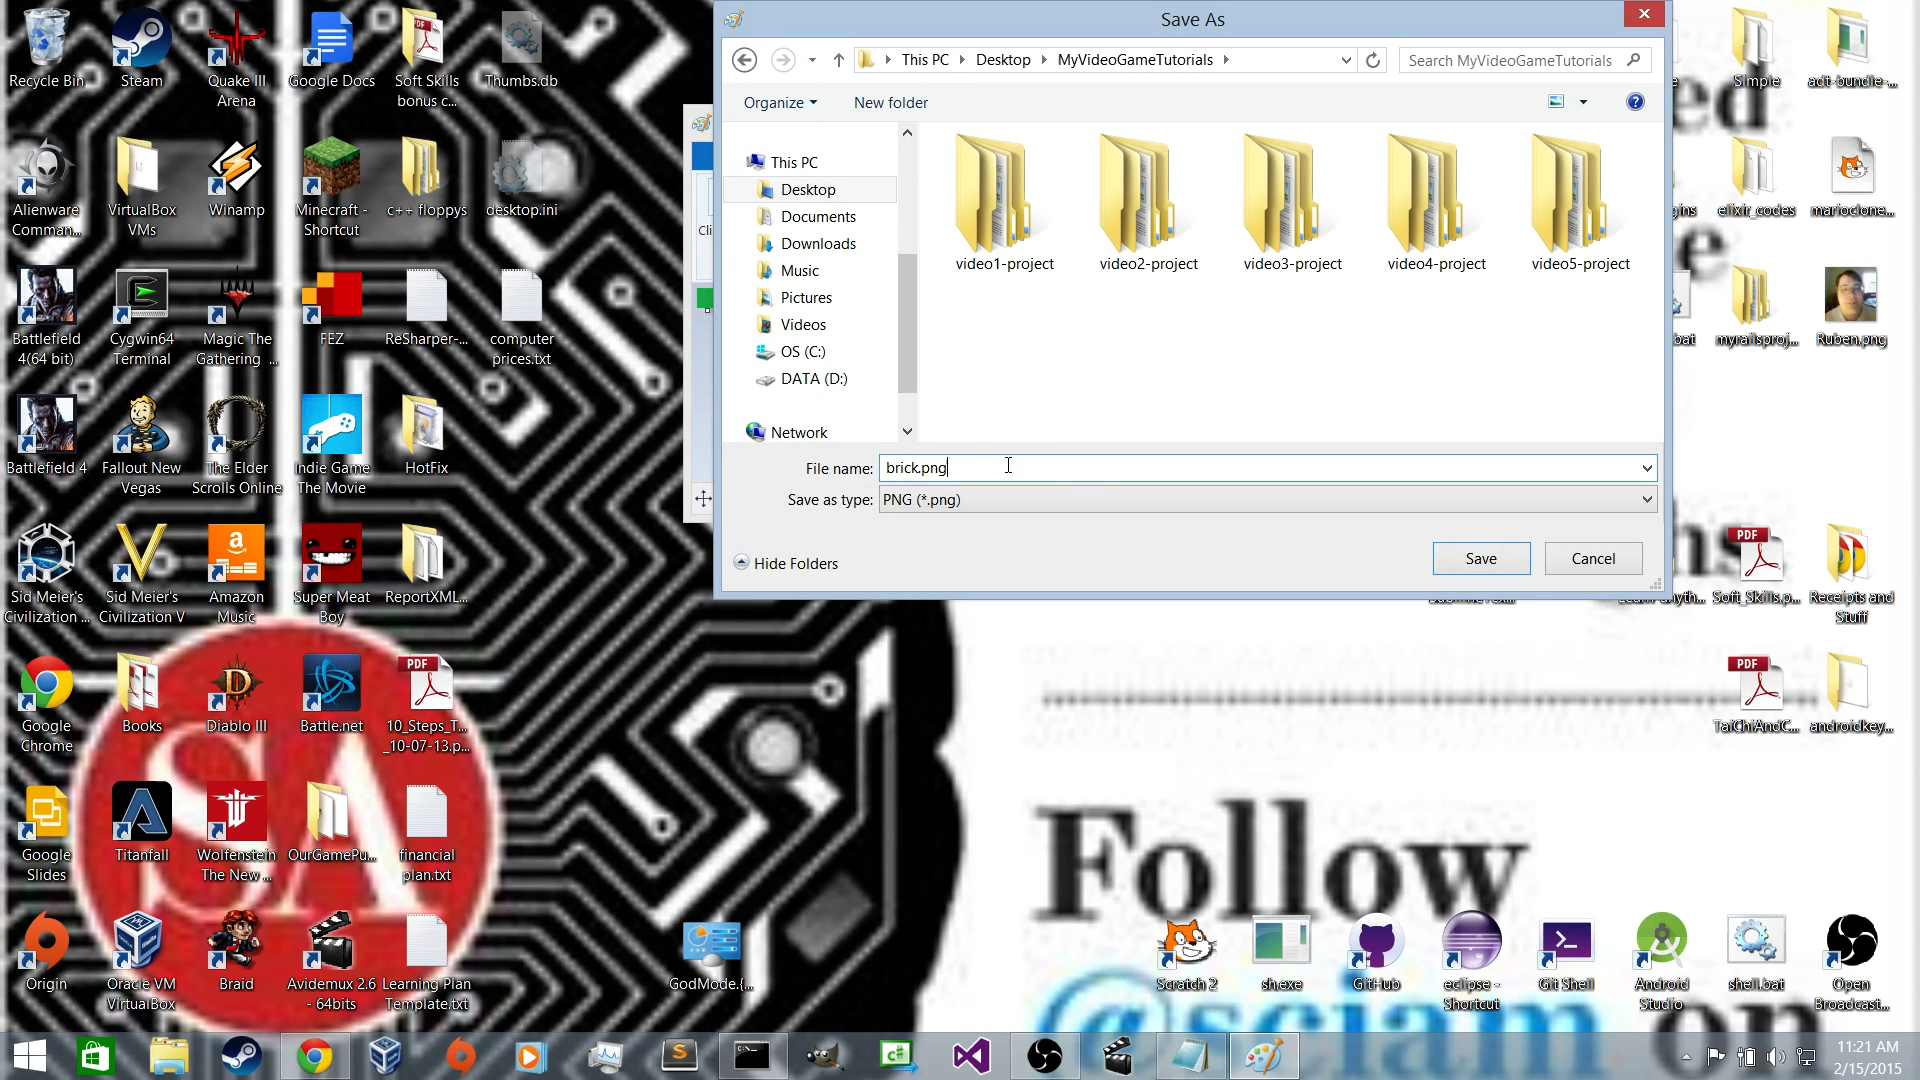 Save As
This PC
Desktop
MyVideoGameTutorials
Search MyVideoGameTutorials
Organize
New folder
This PC
Desktop
Documents
Downloads
Music
Pictures
Videos
OS (C:)
DATA (D:)
Network
video1-project
video2-project
video3-project
video4-project
video5-project
File name: brick.png
Save as type: PNG (*.png)
Hide Folders
Save
Cancel
Recycle Bin
Steam
Quake III
Arena
Google Docs
PDF
Soft Skills
bonus c...
Thumbs.db
Simple
adt-bundle-...
Alienware
Comman...
VirtualBox
VMs
Winamp
Minecraft -
Shortcut
c++ floppys
desktop.ini
elixir_codes
marioclone...
Battlefield
4(64 bit)
Cygwin64
Terminal
Magic The
Gathering ...
FEZ
ReSharper-...
computer
prices.txt
myrailsproj...
Ruben.png
Battlefield 4
Fallout New
Vegas
The Elder
Scrolls Online
Indie Game
The Movie
HotFix
Sid Meier's
Civilization ...
Sid Meier's
Civilization V
Amazon
Music
Super Meat
Boy
ReportXML...
PDF
Soft_Skills.p...
Receipts and
Stuff
Google
Chrome
Books
Diablo III
Battle.net
PDF
10_Steps_T...
_10-07-13.p...
PDF
TaiChiAndC...
androidkey...
Google
Slides
Titanfall
Wolfenstein
The New ...
OurGamePu...
financial
plan.txt
SA
Follow
@sciam on
Origin
Oracle VM
VirtualBox
Braid
Avidemux 2.6
- 64bits
Learning Plan
Template.txt
GodMode.{...
Scratch 2
sh.exe
GitHub
eclipse -
Shortcut
Git Shell
Android
Studio
shell.bat
Open
Broadcast...
11:21 AM
2/15/2015